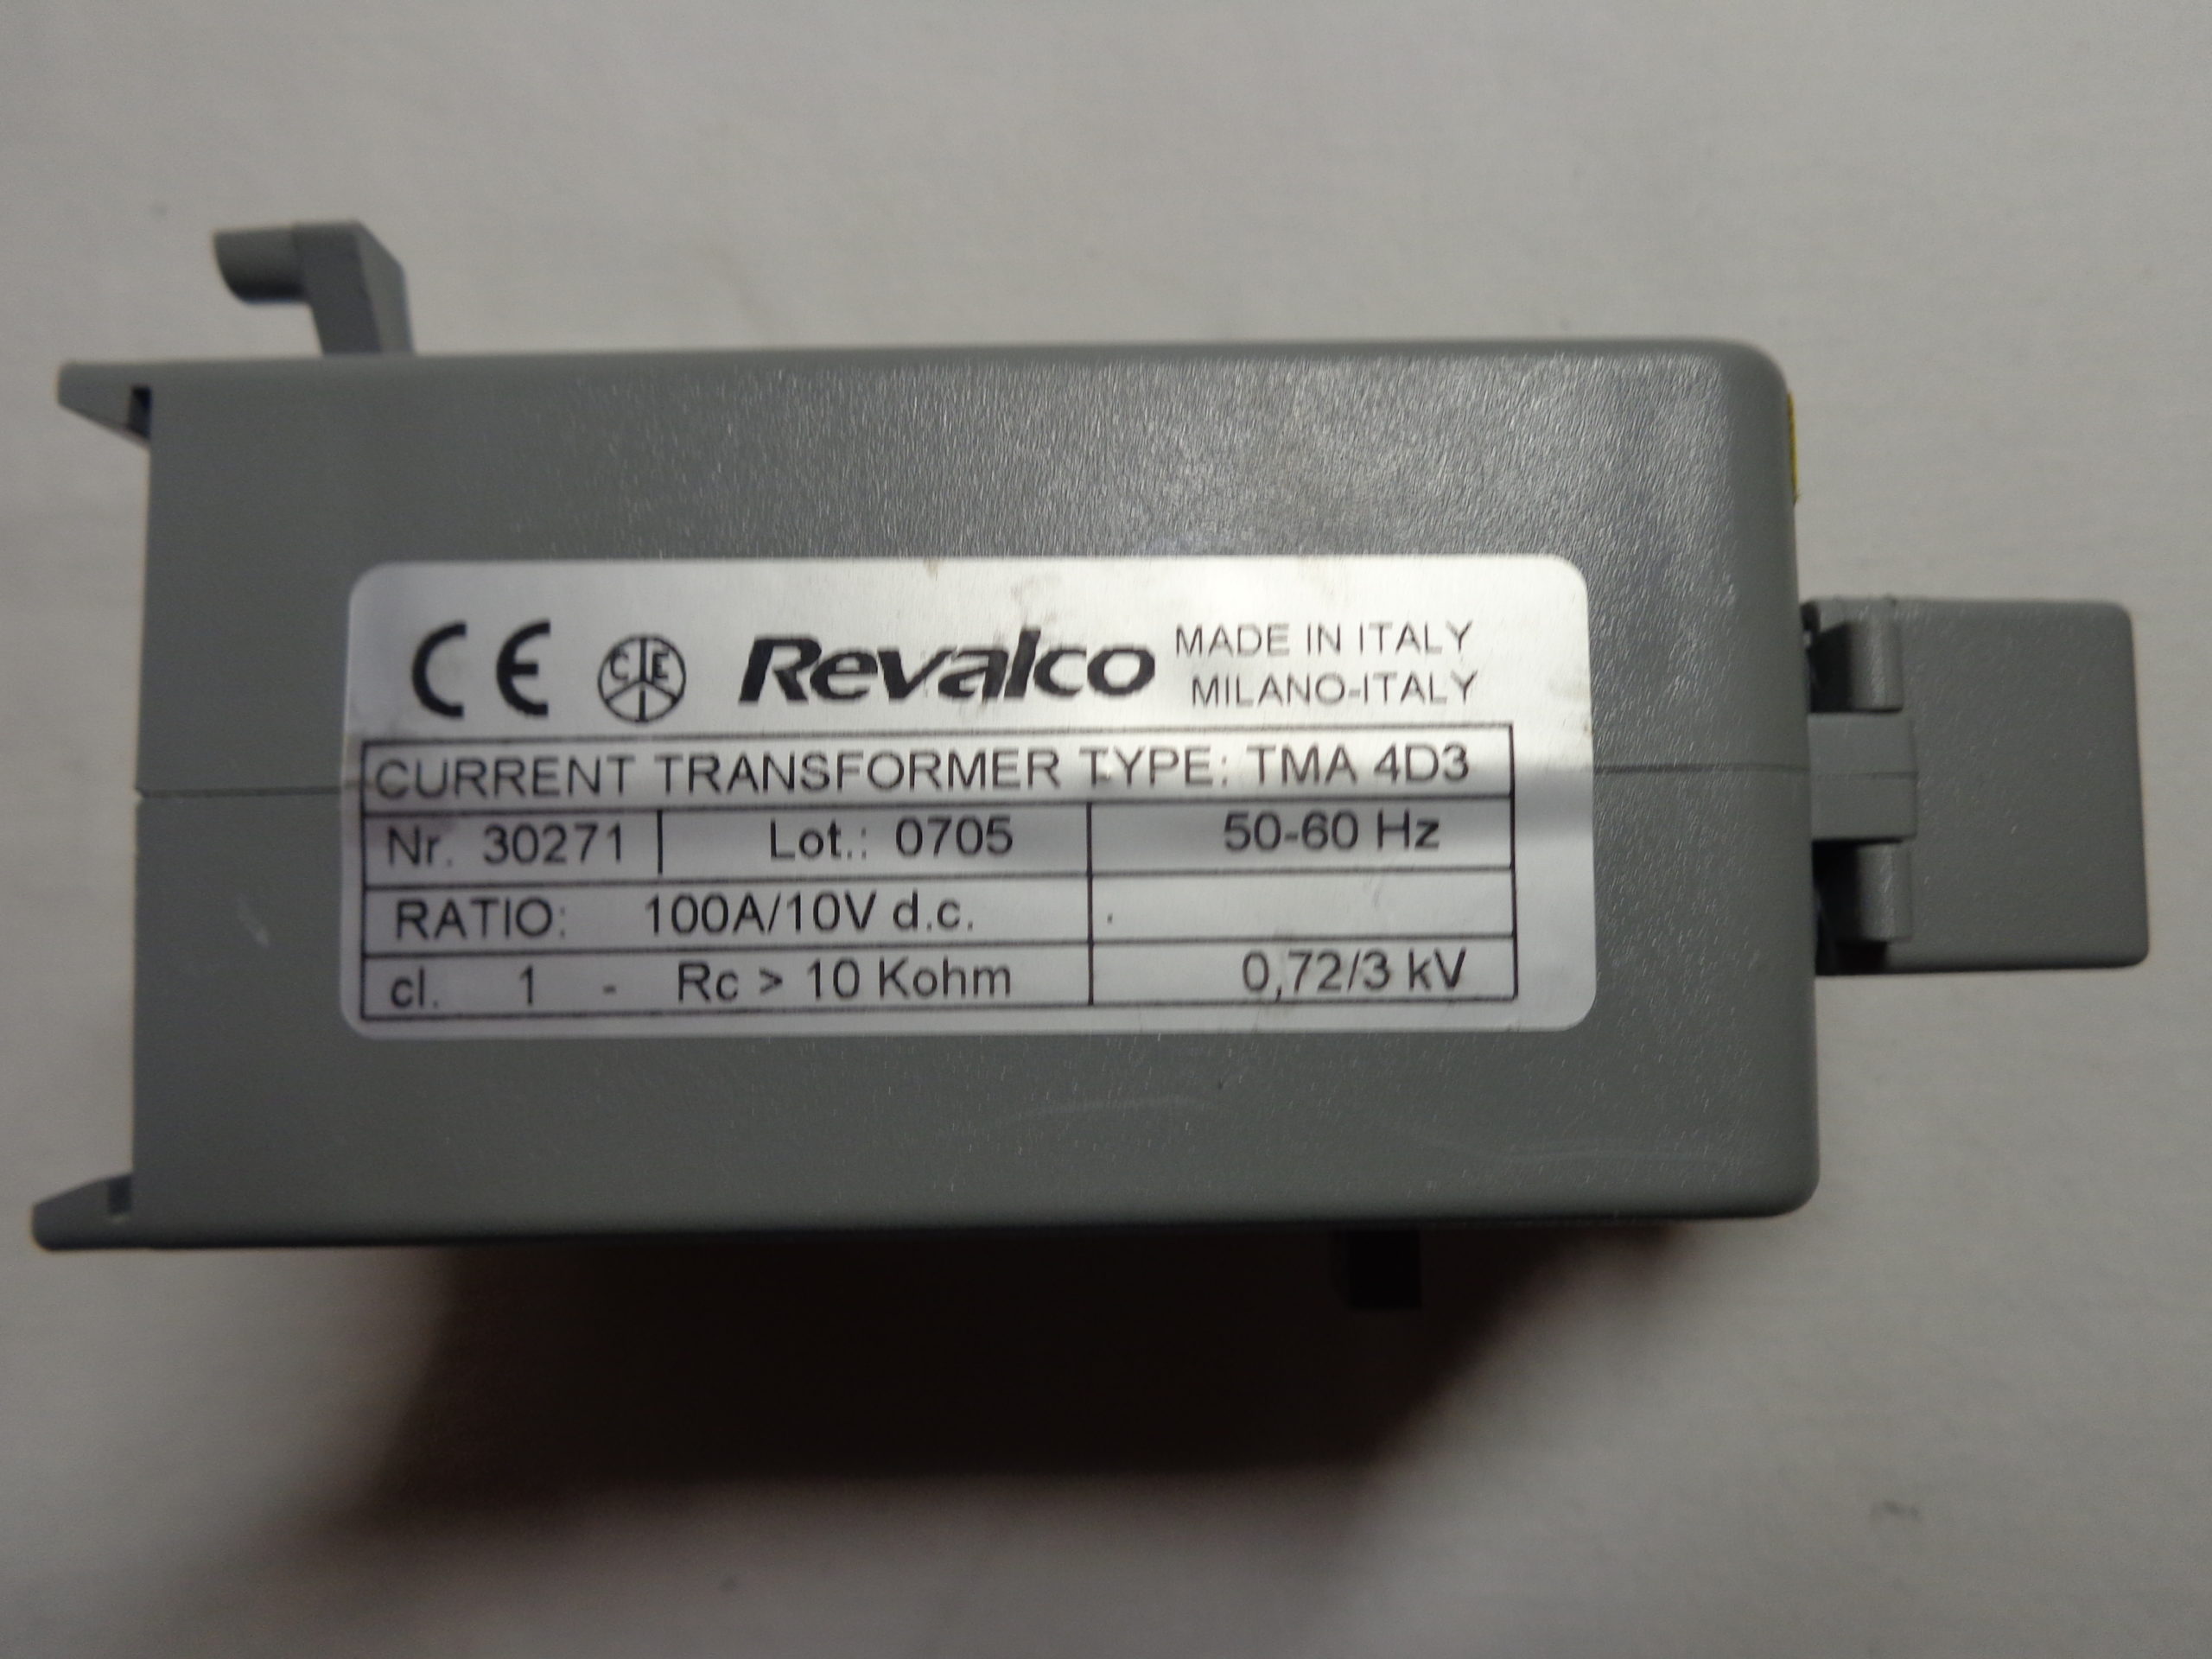 CE CIE Revalco MADE IN ITALY
MILANO-ITALY
CURRENT TRANSFORMER TYPE: TMA 4D3
Nr. 30271 Lot.: 0705 50-60 Hz
RATIO: 100A/10V d.c. .
cl. 1 - Rc > 10 Kohm 0,72/3 kV